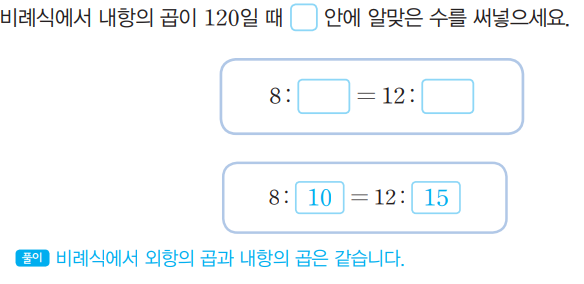 비례식에서 내항의 곱이 120일 때 □ 안에 알맞은 수를 써넣으세요.
8 : □ = 12 : □
8 : 10 = 12 : 15
풀이 비례식에서 외항의 곱과 내항의 곱은 같습니다.